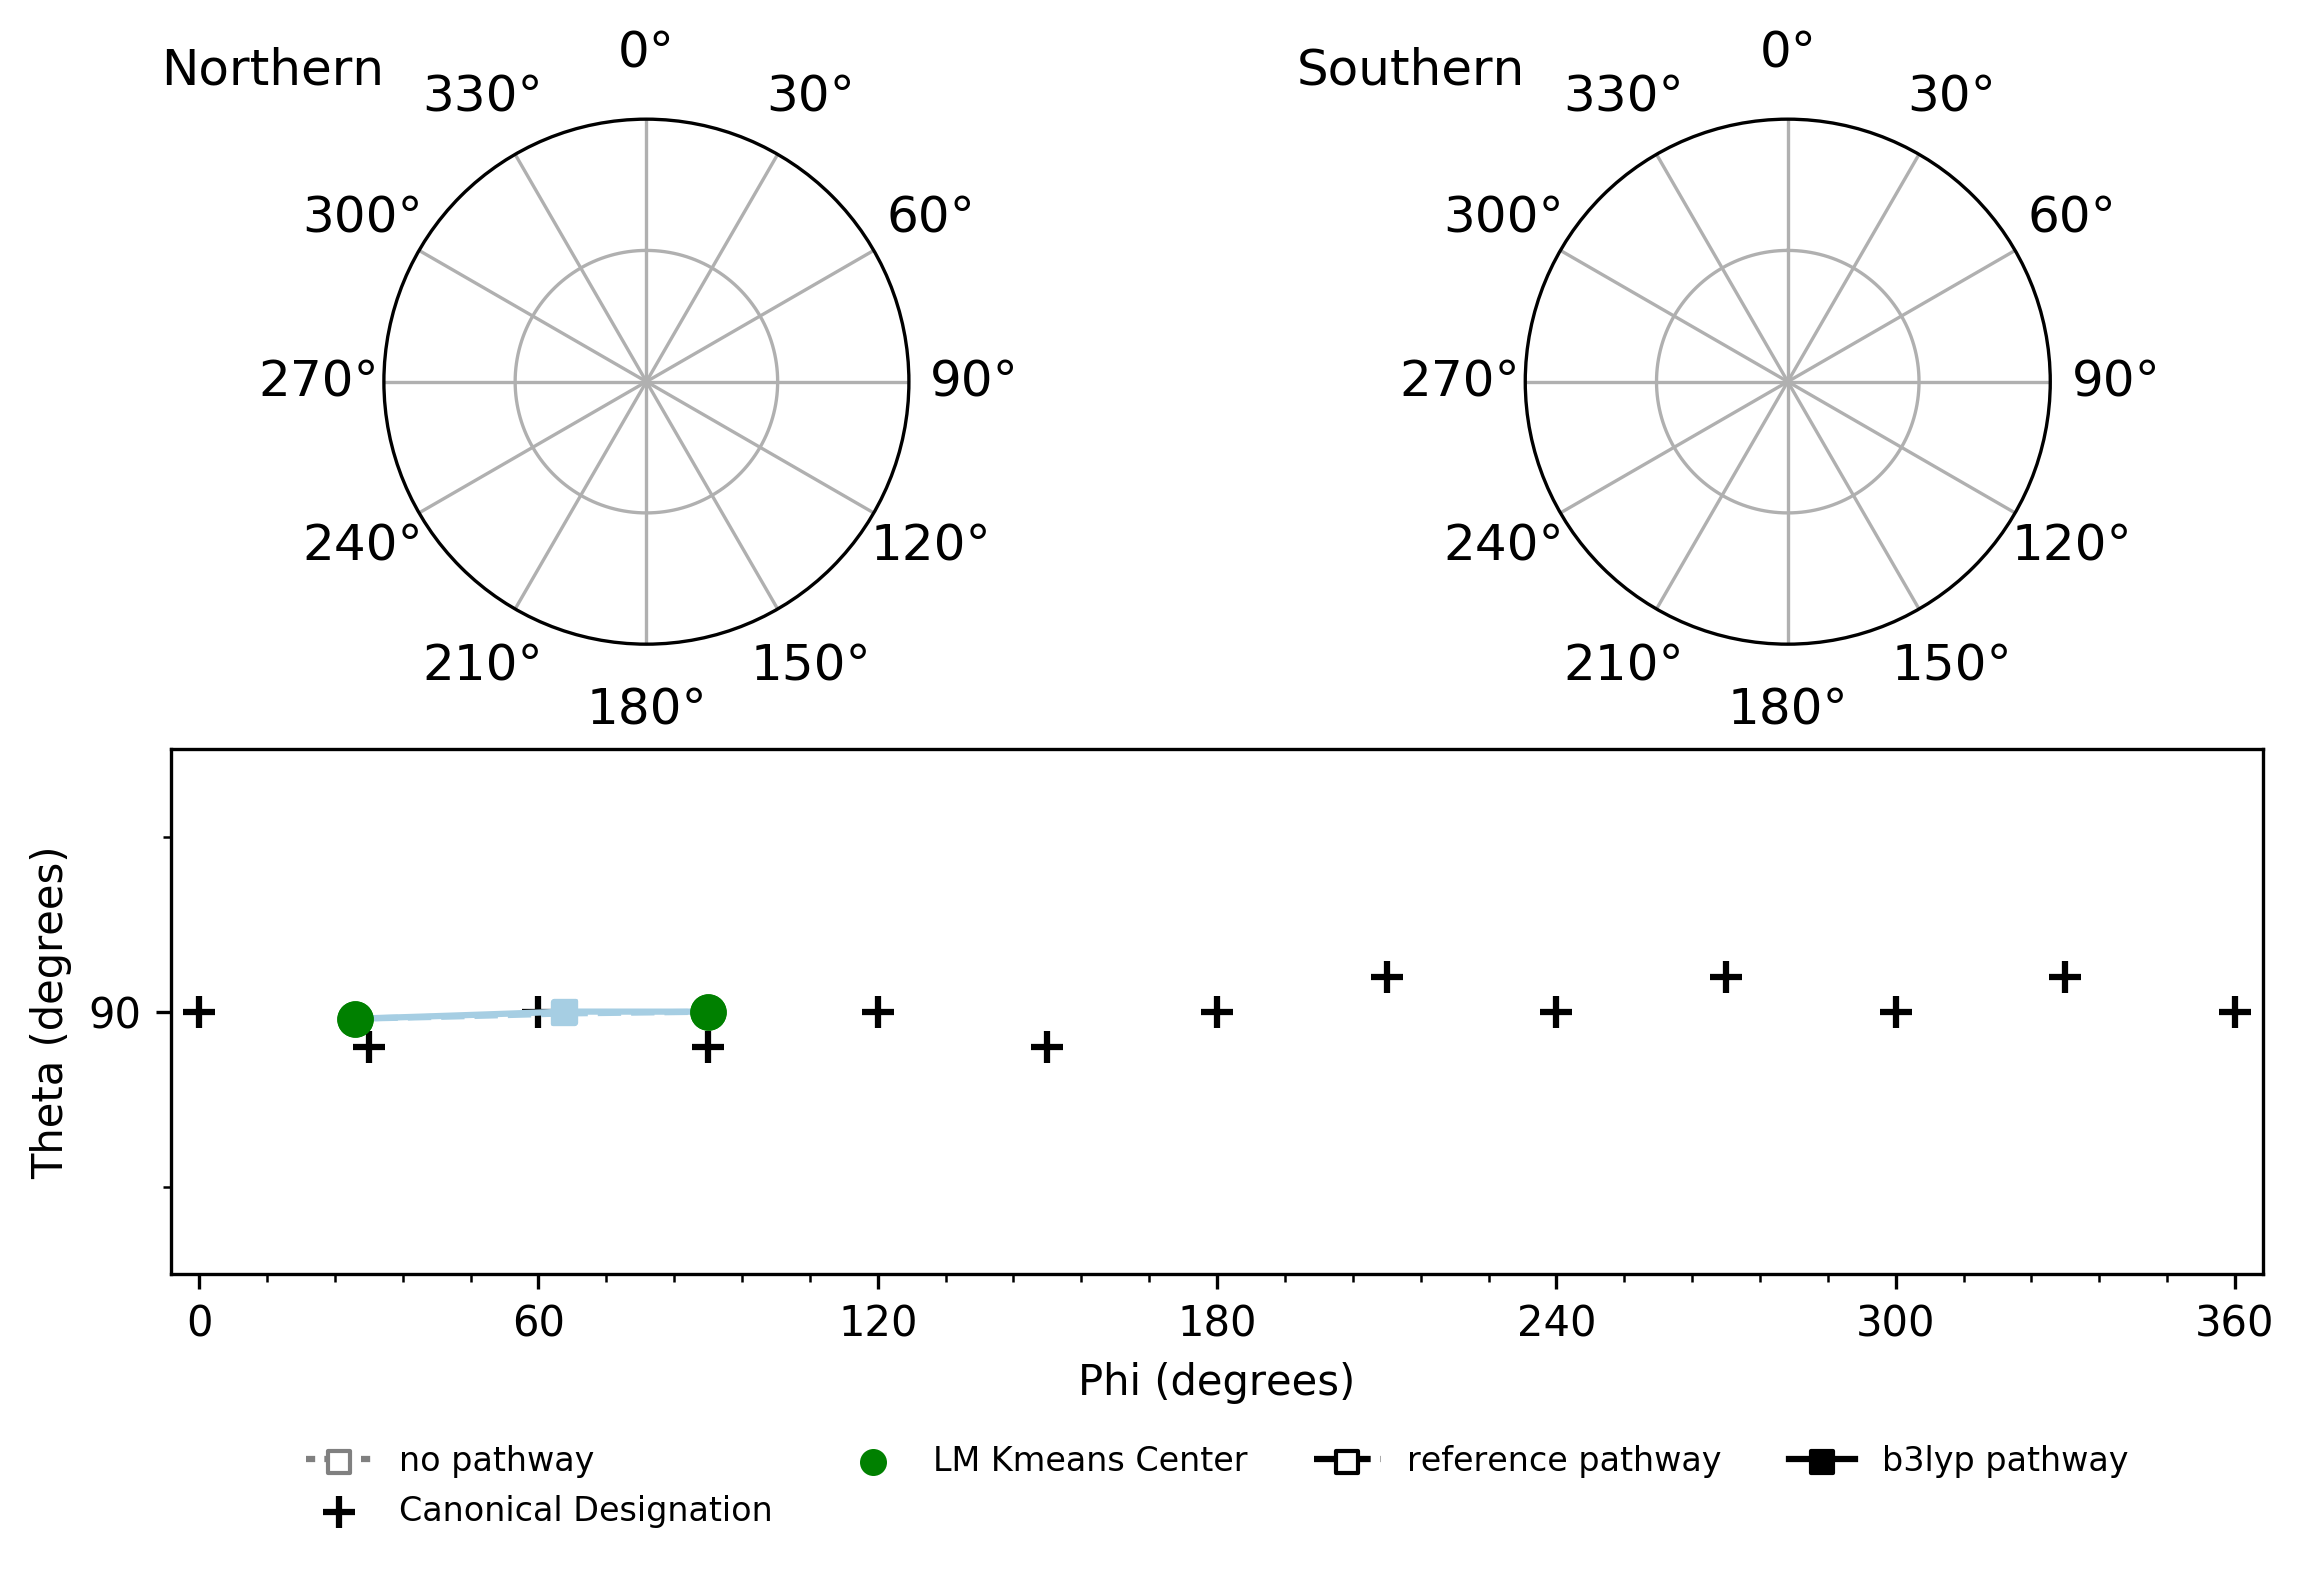 Northern
0°
30°
60°
90°
120°
150°
180°
210°
240°
270°
300°
330°
Southern
0°
30°
60°
90°
120°
150°
180°
210°
240°
270°
300°
330°
Theta (degrees)
90
0 60 120 180 240 300 360
Phi (degrees)
no pathway
Canonical Designation
LM Kmeans Center
reference pathway
b3lyp pathway